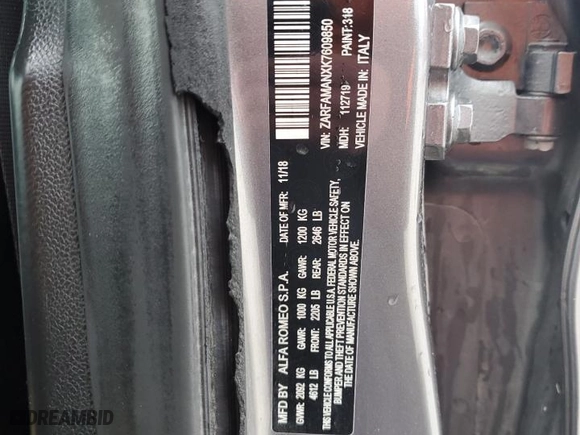 MFD BY ALFA ROMEO S.P.A. DATE OF MFR: 11/18
GVWR: 2092 KG GAWR: 1000 KG GAWR: 1200 KG
4612 LB FRONT: 2205 LB REAR: 2646 LB
THIS VEHICLE CONFORMS TO ALL APPLICABLE U.S.A. FEDERAL MOTOR VEHICLE SAFETY,
BUMPER AND THEFT PREVENTION STANDARDS IN EFFECT ON
THE DATE OF MANUFACTURE SHOWN ABOVE.
VIN: ZARFAMANXK7609850
MDH: 112719 PAINT: 318
VEHICLE MADE IN: ITALY
DREAMBID